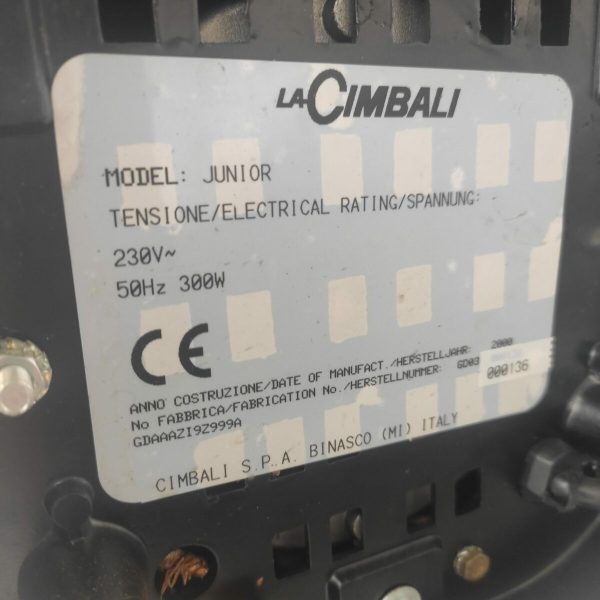 LA CIMBALI
MODEL: JUNIOR
TENSIONE/ELECTRICAL RATING/SPANNUNG:
230V~
50Hz 300W
CE
ANNO COSTRUZIONE/DATE OF MANUFACT./HERSTELLJAHR: 2000
No FABBRICA/FABRICATION No./HERSTELLNUMMER: GD03 000136
GDAAAZI9Z999A
CIMBALI S.P.A. BINASCO (MI) ITALY